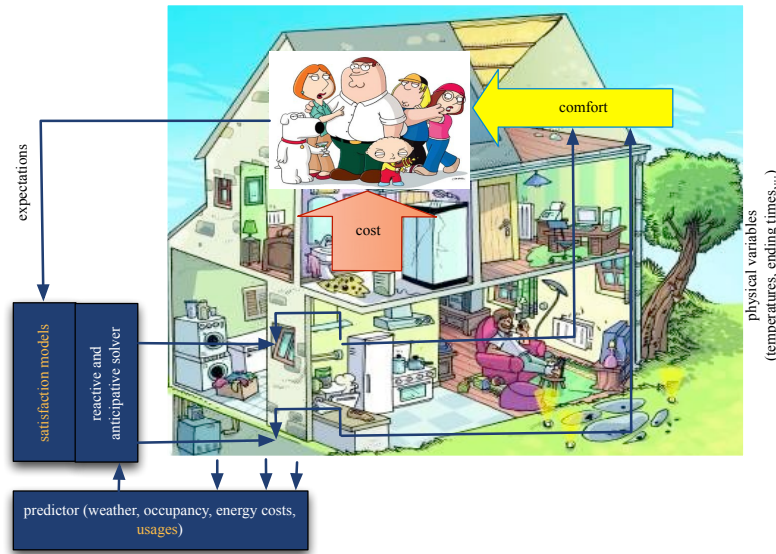 comfort
cost
expectations
physical variables
(temperatures, ending times...)
satisfaction models
reactive and
anticipative solver
predictor (weather, occupancy, energy costs,
usages)